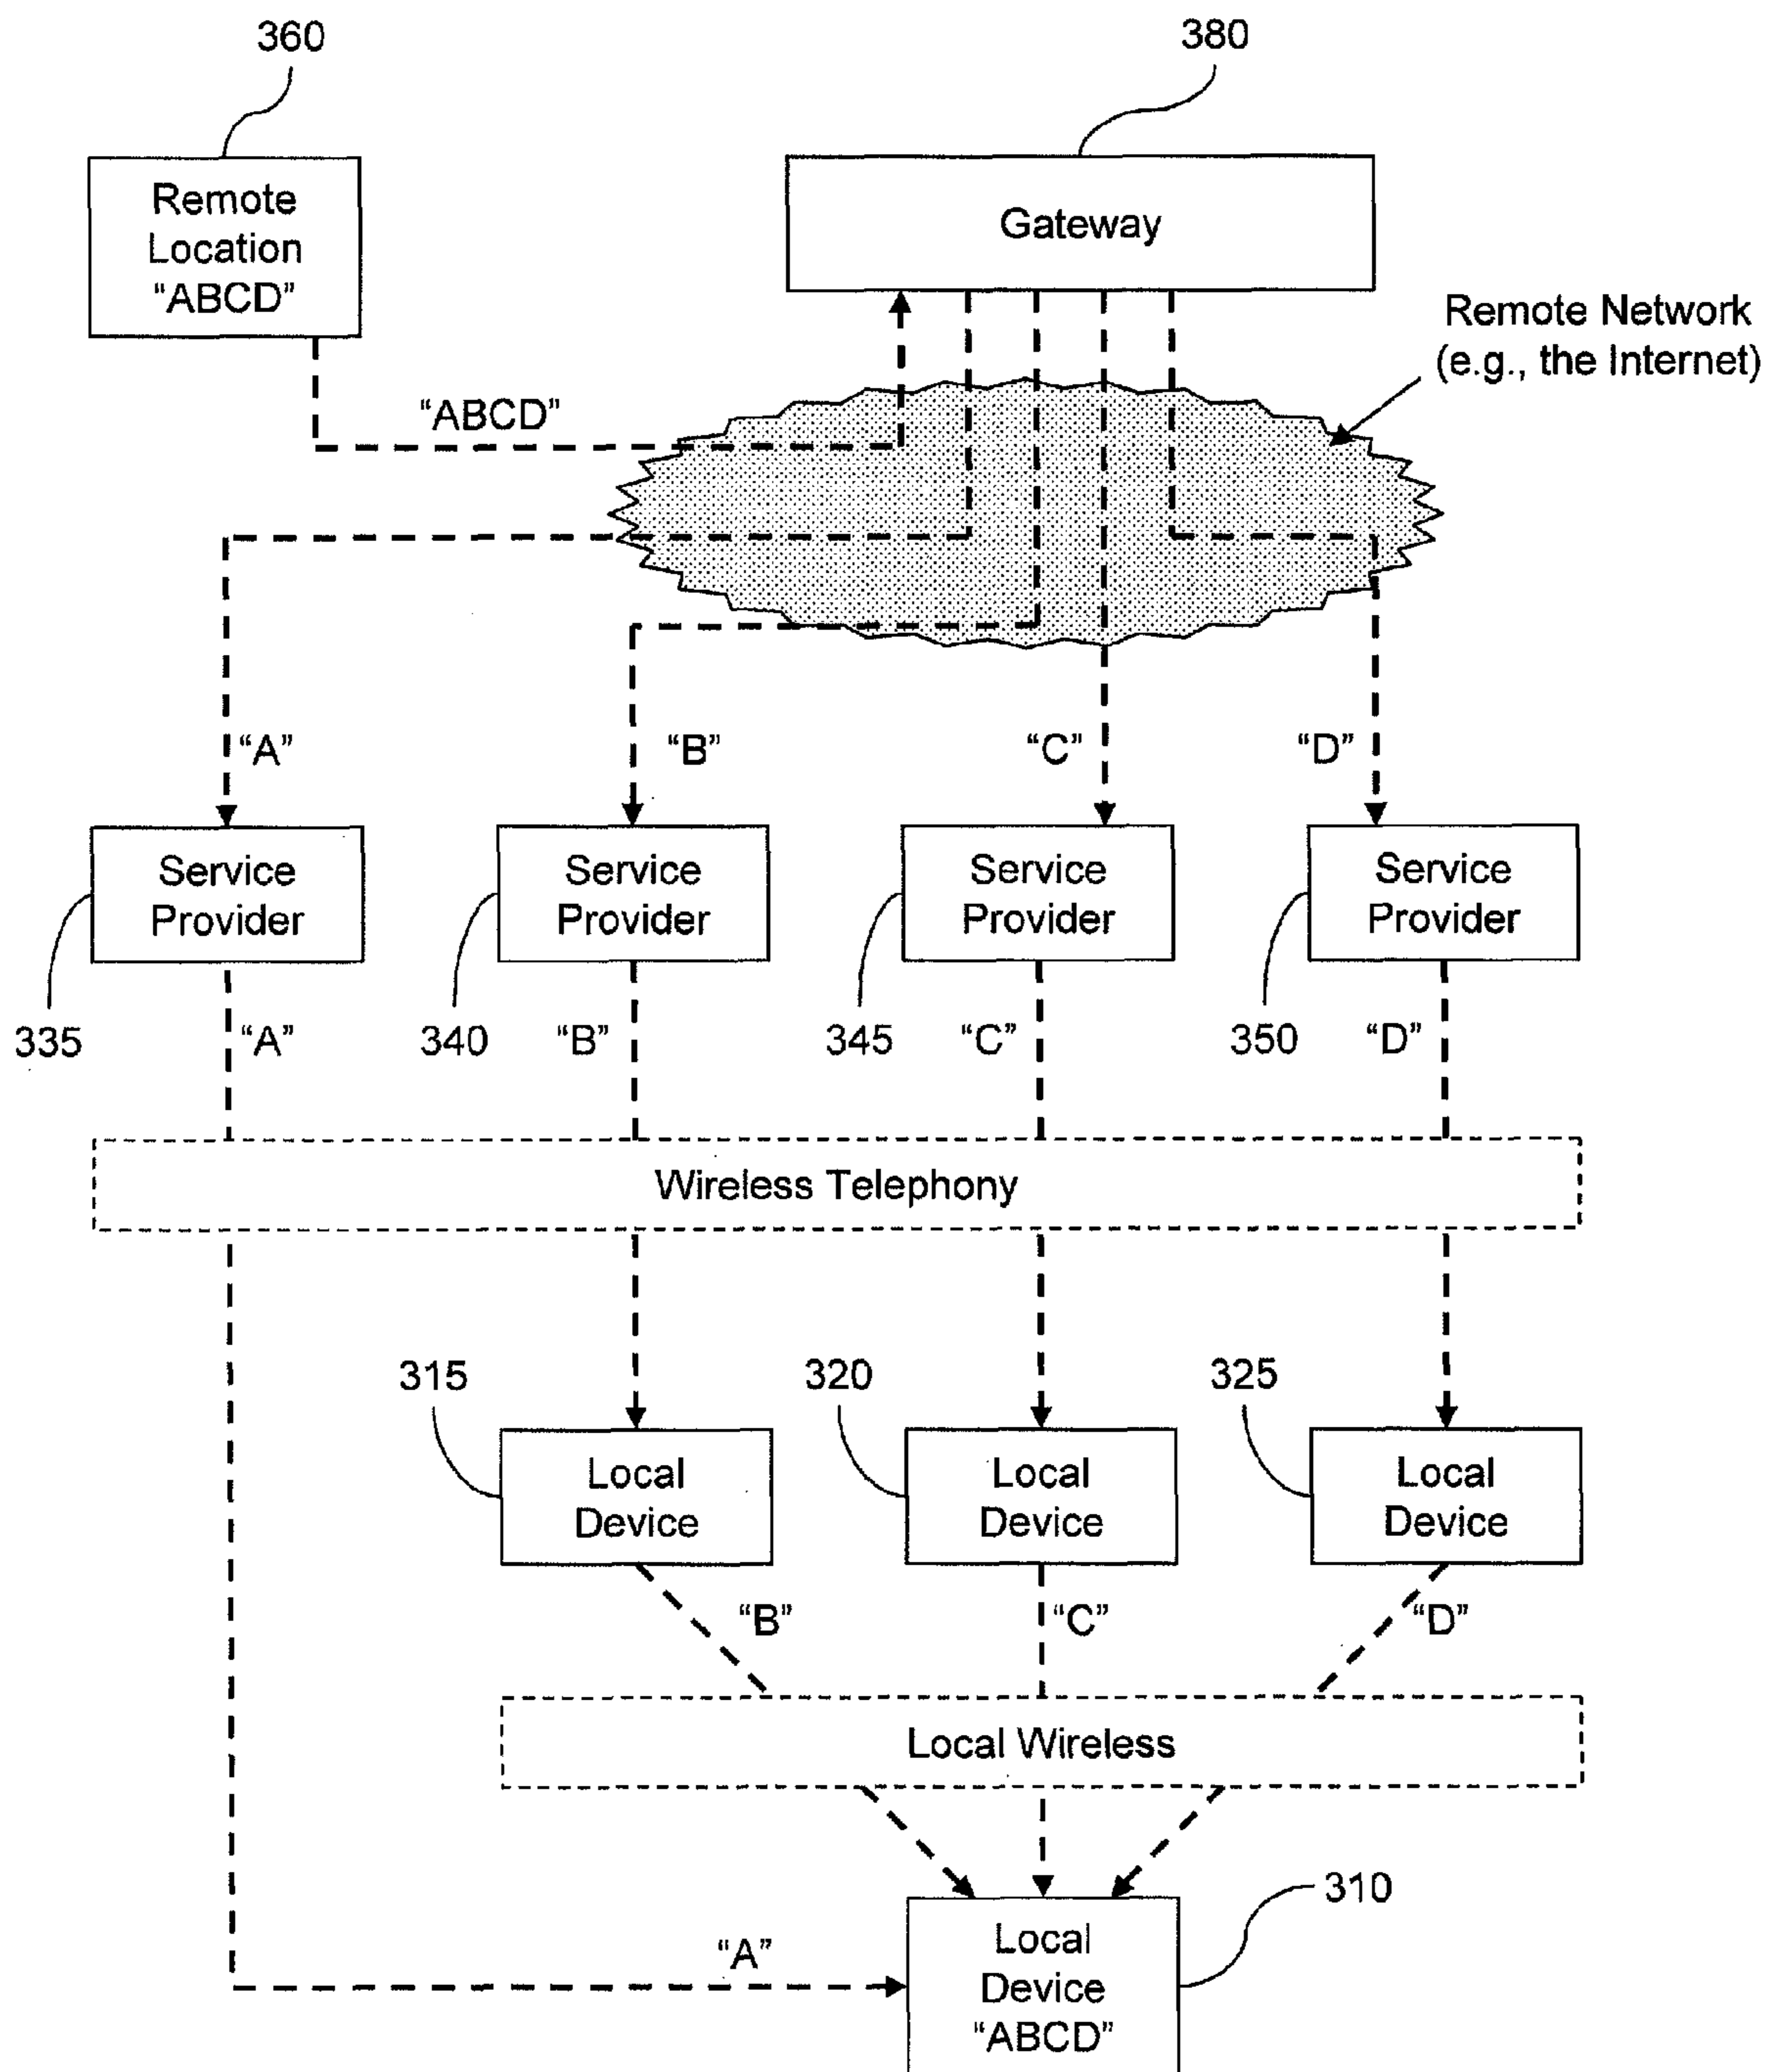 360
380
Remote
Location
“ABCD”
Gateway
Remote Network
(e.g., the Internet)
“ABCD”
“A”
“B”
“C”
“D”
Service
Provider
Service
Provider
Service
Provider
Service
Provider
335
“A”
340
“B”
345
“C”
350
“D”
Wireless Telephony
315
320
325
Local
Device
Local
Device
Local
Device
“B”
“C”
“D”
Local Wireless
310
“A”
Local
Device
“ABCD”